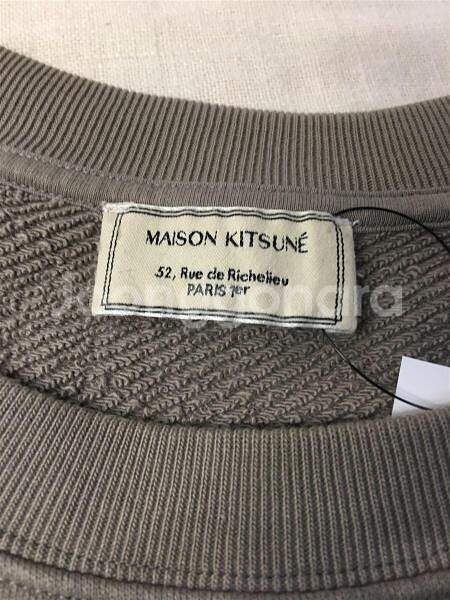 MAISON KITSUNÉ
52, Rue de Richelieu
PARIS 1er